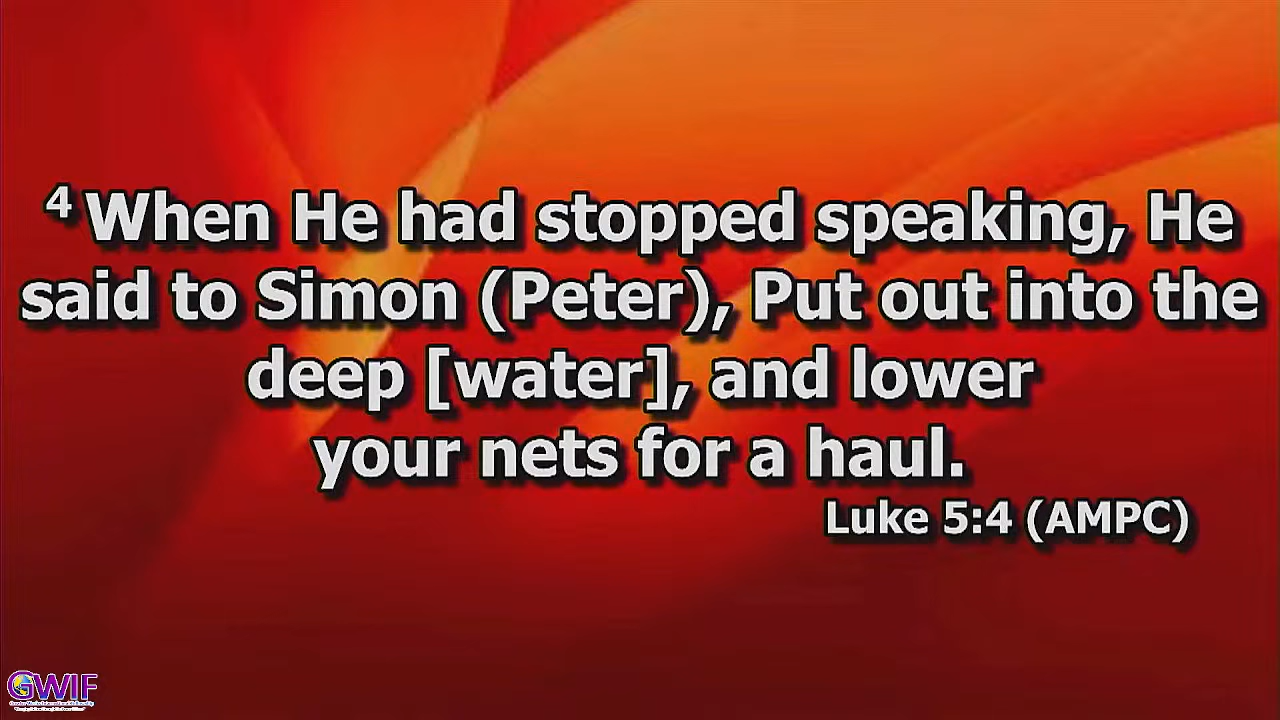 4 When He had stopped speaking, He
said to Simon (Peter), Put out into the
deep [water], and lower
your nets for a haul.
Luke 5:4 (AMPC)
GWIF